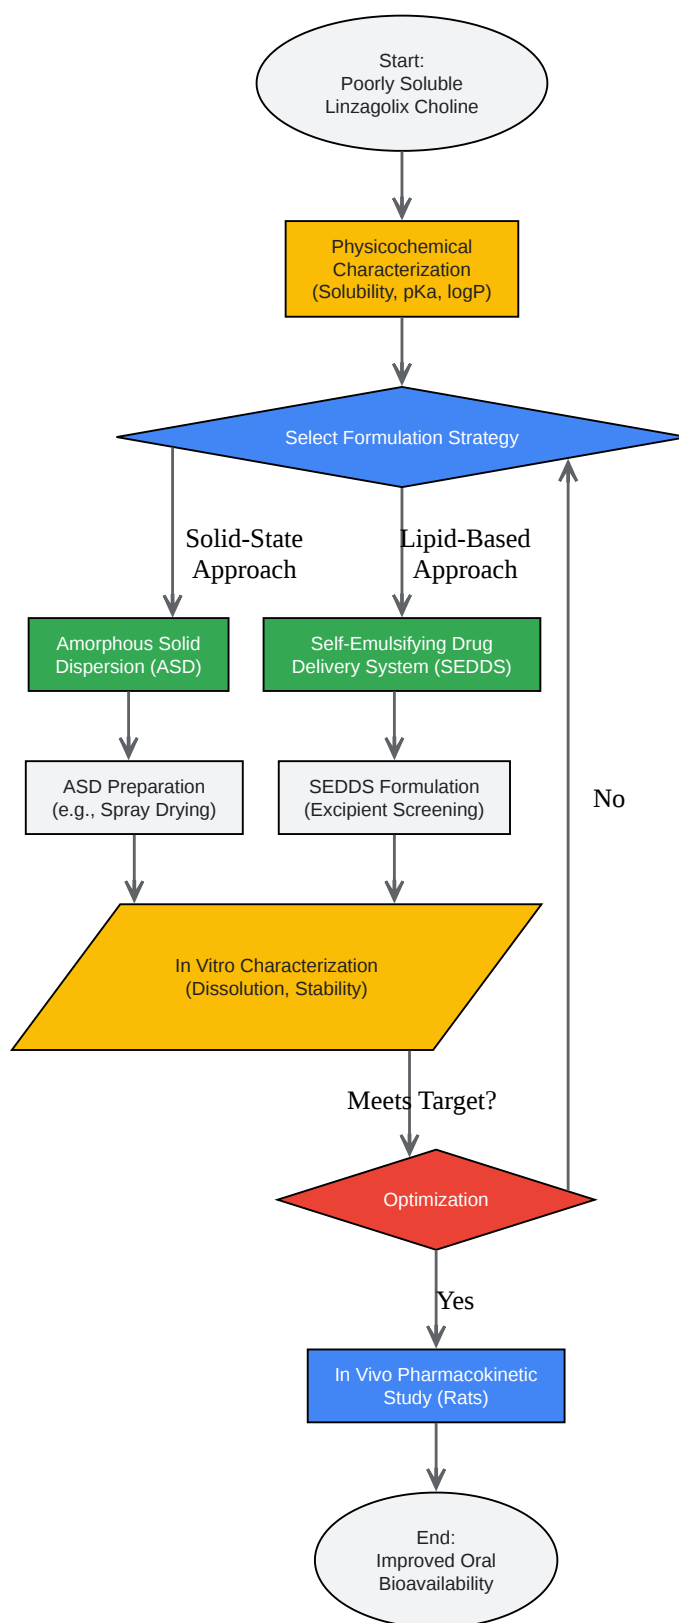 Start:
Poorly Soluble
Linzagolix Choline
Physicochemical
Characterization
(Solubility, pKa, logP)
Select Formulation Strategy
Solid-State
Approach
Lipid-Based
Approach
Amorphous Solid
Dispersion (ASD)
Self-Emulsifying Drug
Delivery System (SEDDS)
ASD Preparation
(e.g., Spray Drying)
SEDDS Formulation
(Excipient Screening)
No
In Vitro Characterization
(Dissolution, Stability)
Meets Target?
Optimization
Yes
In Vivo Pharmacokinetic
Study (Rats)
End:
Improved Oral
Bioavailability